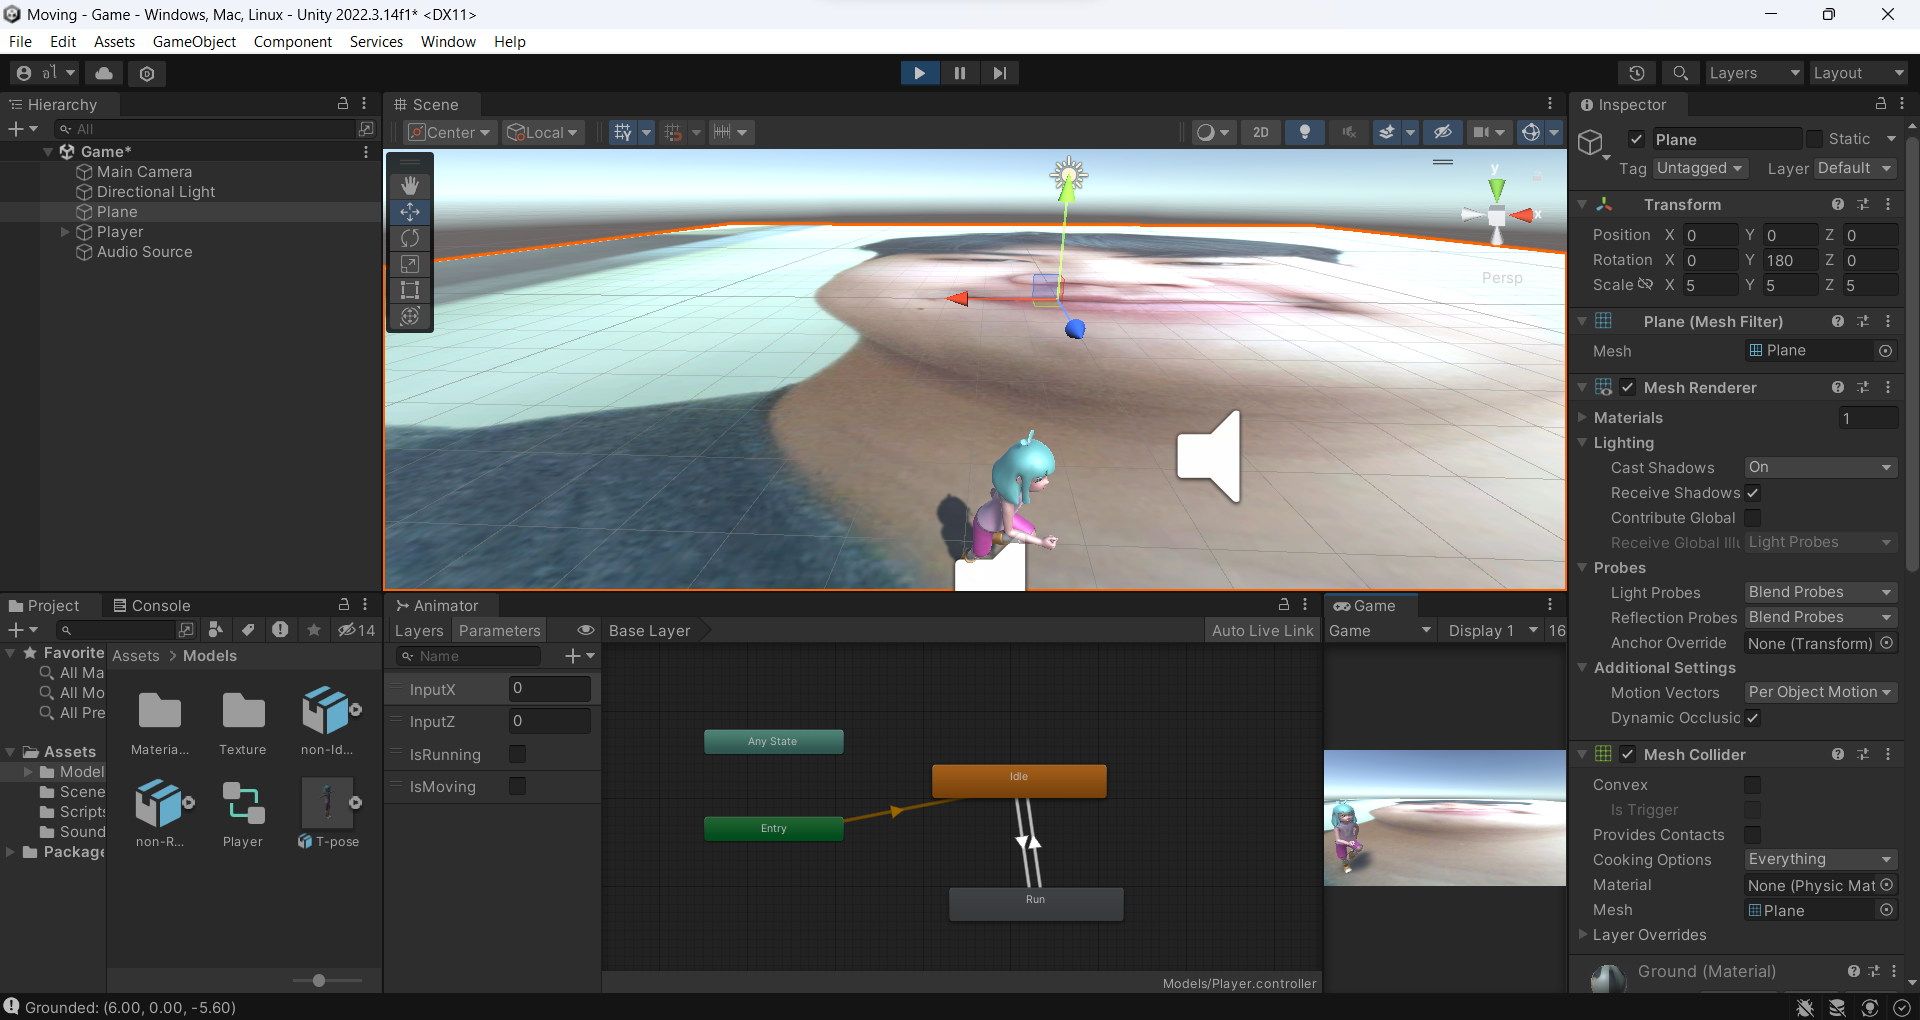 Moving - Game - Windows, Mac, Linux - Unity 2022.3.14f1* <DX11>
File Edit Assets GameObject Component Services Window Help
อไ
Layers Layout
Hierarchy
All
Game*
Main Camera
Directional Light
Plane
Player
Audio Source
Scene
Center Local 2D
y
x
Persp
Project Console
14
Favorite
All Ma
All Mo
All Pre
Assets
Model
Scene
Scripts
Sound
Package
Assets > Models
Materia... Texture non-Id...
non-R... Player T-pose
Animator
Layers Parameters Base Layer Auto Live Link
Name
InputX 0
InputZ 0
IsRunning
IsMoving
Any State
Idle
Entry
Run
Models/Player.controller
Game
Game Display 1 16
Inspector
Plane Static
Tag Untagged Layer Default
Transform
Position X 0 Y 0 Z 0
Rotation X 0 Y 180 Z 0
Scale X 5 Y 5 Z 5
Plane (Mesh Filter)
Mesh Plane
Mesh Renderer
Materials 1
Lighting
Cast Shadows On
Receive Shadows
Contribute Global
Receive Global Illu Light Probes
Probes
Light Probes Blend Probes
Reflection Probes Blend Probes
Anchor Override None (Transform)
Additional Settings
Motion Vectors Per Object Motion
Dynamic Occlusic
Mesh Collider
Convex
Is Trigger
Provides Contacts
Cooking Options Everything
Material None (Physic Mat
Mesh Plane
Layer Overrides
Ground (Material)
Grounded: (6.00, 0.00, -5.60)